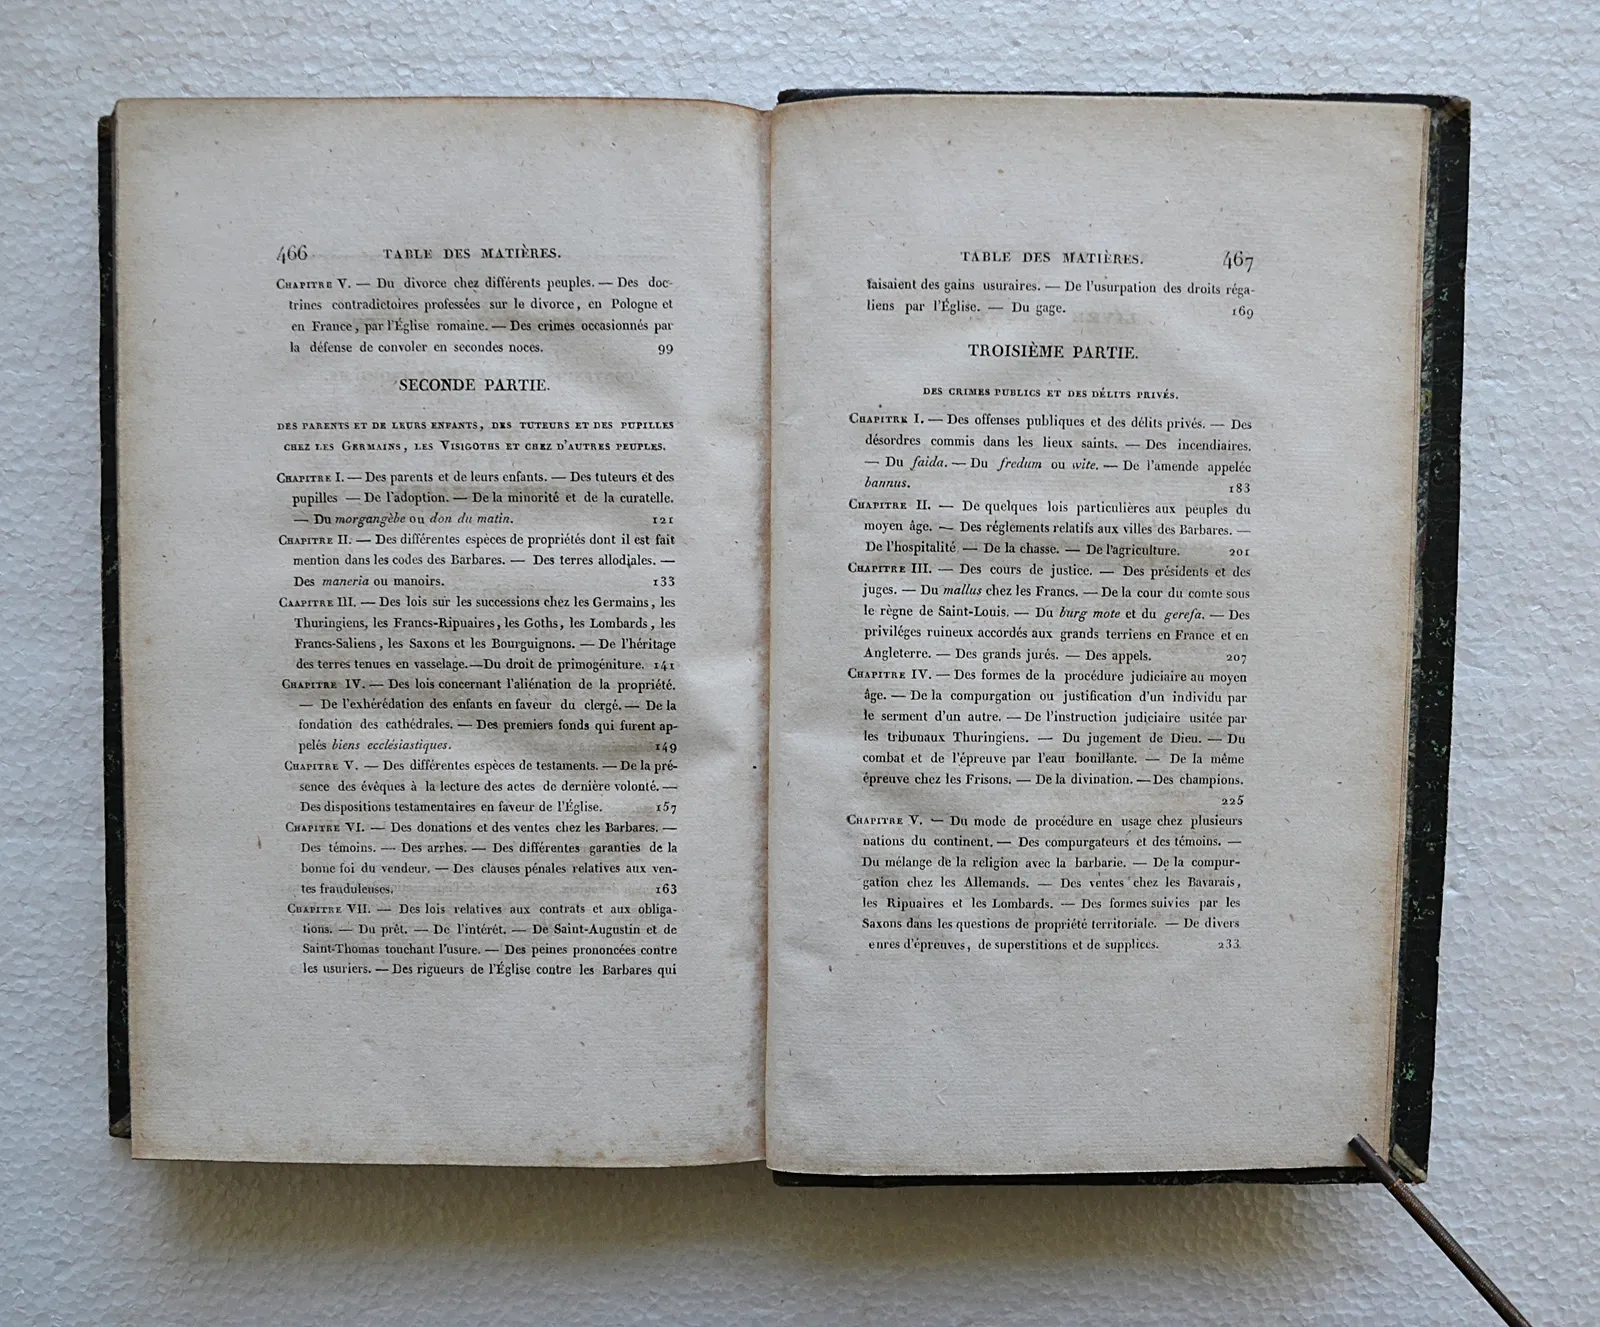 466 TABLE DES MATIÈRES.
CHAPITRE V. — Du divorce chez différents peuples. — Des doc-
trines contradictoires professées sur le divorce, en Pologne et
en France, par l'Église romaine. — Des crimes occasionnés par
la défense de convoler en secondes noces. 99
SECONDE PARTIE.
DES PARENTS ET DE LEURS ENFANTS, DES TUTEURS ET DES PUPILLES
CHEZ LES GERMAINS, LES VISIGOTHS ET CHEZ D'AUTRES PEUPLES.
CHAPITRE I. — Des parents et de leurs enfants. — Des tuteurs et des
pupilles — De l'adoption. — De la minorité et de la curatelle.
— Du morgangèbe ou don du matin. 121
CHAPITRE II. — Des différentes espèces de propriétés dont il est fait
mention dans les codes des Barbares. — Des terres allodiales. —
Des maneria ou manoirs. 133
CAAPITRE III. — Des lois sur les successions chez les Germains, les
Thuringiens, les Francs-Ripuaires, les Goths, les Lombards, les
Francs-Saliens, les Saxons et les Bourguignons. — De l'héritage
des terres tenues en vasselage. — Du droit de primogéniture. 141
CHAPITRE IV. — Des lois concernant l'aliénation de la propriété.
— De l'exhérédation des enfants en faveur du clergé. — De la
fondation des cathédrales. — Des premiers fonds qui furent ap-
pelés biens ecclésiastiques. 149
CHAPITRE V. — Des différentes espèces de testaments. — De la pré-
sence des évêques à la lecture des actes de dernière volonté. —
Des dispositions testamentaires en faveur de l'Église. 157
CHAPITRE VI. — Des donations et des ventes chez les Barbares. —
Des témoins. — Des arrhes. — Des différentes garanties de la
bonne foi du vendeur. — Des clauses pénales relatives aux ven-
tes frauduleuses. 163
CHAPITRE VII. — Des lois relatives aux contrats et aux obliga-
tions. — Du prêt. — De l'intérêt. — De Saint-Augustin et de
Saint-Thomas touchant l'usure. — Des peines prononcées contre
les usuriers. — Des rigueurs de l'Église contre les Barbares qui
TABLE DES MATIÈRES. 467
faisaient des gains usuraires. — De l'usurpation des droits réga-
liens par l'Église. — Du gage. 169
TROISIÈME PARTIE.
DES CRIMES PUBLICS ET DES DÉLITS PRIVÉS.
CHAPITRE I. — Des offenses publiques et des délits privés. — Des
désordres commis dans les lieux saints. — Des incendiaires.
— Du faida. — Du fredum ou wite. — De l'amende appelée
bannus. 183
CHAPITRE II. — De quelques lois particulières aux peuples du
moyen âge. — Des réglements relatifs aux villes des Barbares. —
De l'hospitalité — De la chasse. — De l'agriculture. 201
CHAPITRE III. — Des cours de justice. — Des présidents et des
juges. — Du mallus chez les Francs. — De la cour du comte sous
le règne de Saint-Louis. — Du burg mote et du gerefa. — Des
priviléges ruineux accordés aux grands terriens en France et en
Angleterre. — Des grands jurés. — Des appels. 207
CHAPITRE IV. — Des formes de la procédure judiciaire au moyen
âge. — De la compurgation ou justification d'un individu par
le serment d'un autre. — De l'instruction judiciaire usitée par
les tribunaux Thuringiens. — Du jugement de Dieu. — Du
combat et de l'épreuve par l'eau bouillante. — De la même
épreuve chez les Frisons. — De la divination. — Des champions.
225
CHAPITRE V. — Du mode de procédure en usage chez plusieurs
nations du continent. — Des compurgateurs et des témoins. —
Du mélange de la religion avec la barbarie. — De la compur-
gation chez les Allemands. — Des ventes chez les Bavarais,
les Ripuaires et les Lombards. — Des formes suivies par les
Saxons dans les questions de propriété territoriale. — De divers
enres d'épreuves, de superstitions et de supplices. 233